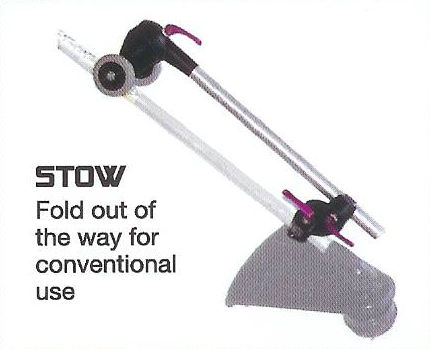 STOW
Fold out of
the way for
conventional
use